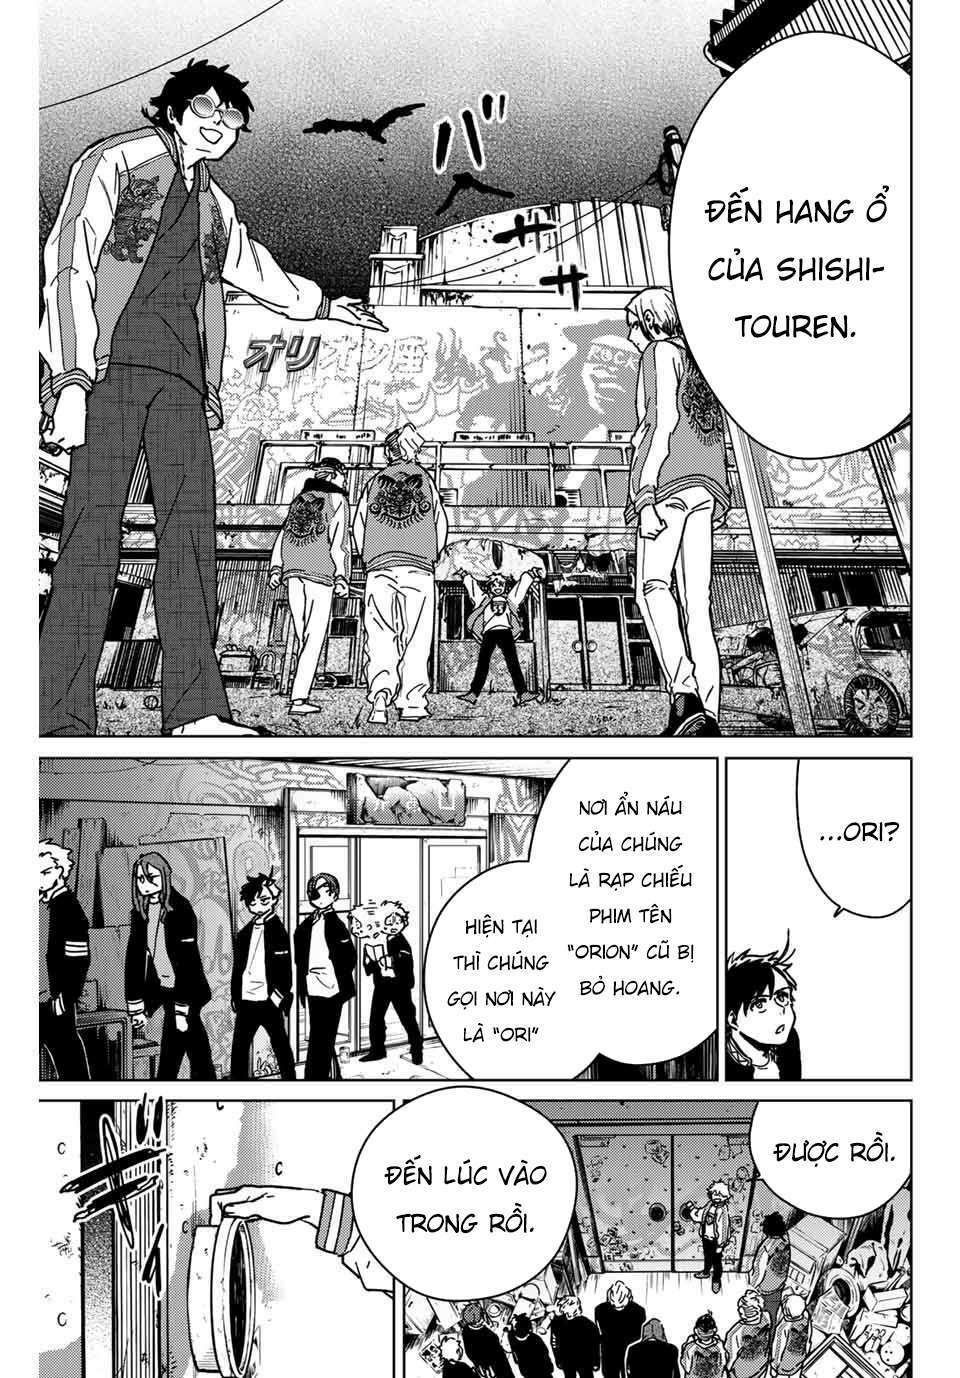 ĐẾN HANG Ổ
CỦA SHISHI-
TOUREN.
バ
サ
サ
オリオン座
...ORI?
NƠI ẨN NÁU
CỦA CHÚNG
LÀ RẠP CHIẾU
PHIM TÊN
“ORION” CŨ BỊ
BỎ HOANG.
HIỆN TẠI
THÌ CHÚNG
GỌI NƠI NÀY
LÀ “ORI”
ĐƯỢC RỒI.
ĐẾN LÚC VÀO
TRONG RỒI.